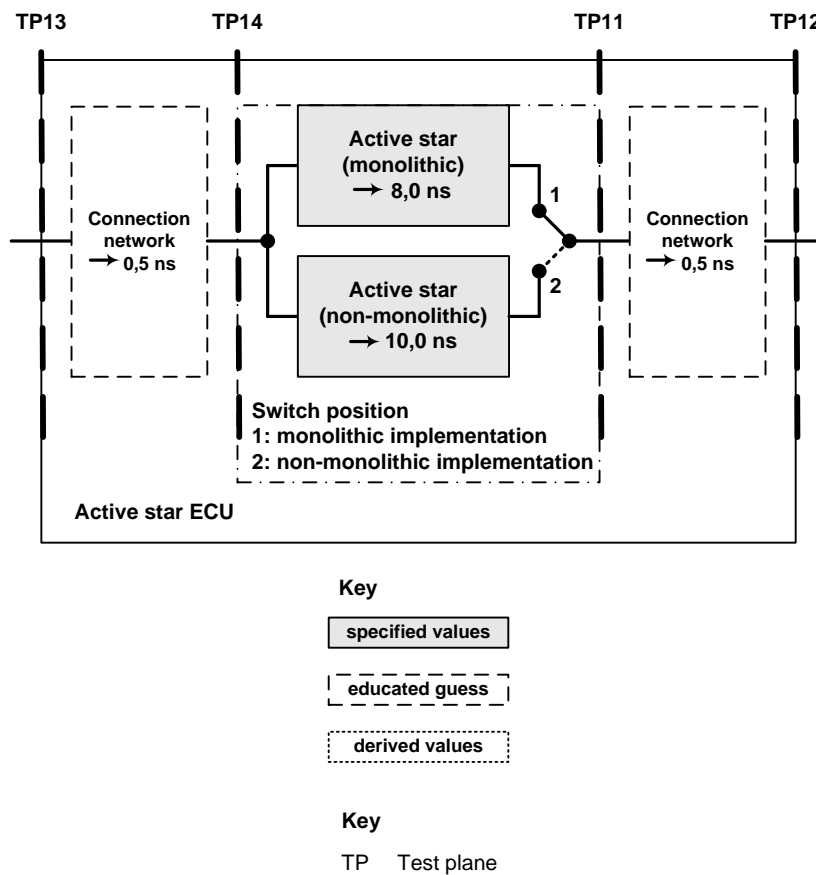 TP13 TP14 TP11 TP12
Active star
(monolithic)
→ 8,0 ns
1
Connection
network
→ 0,5 ns
Connection
network
→ 0,5 ns
Active star
(non-monolithic)
→ 10,0 ns
2
Switch position
1: monolithic implementation
2: non-monolithic implementation
Active star ECU
Key
specified values
educated guess
derived values
Key
TP Test plane